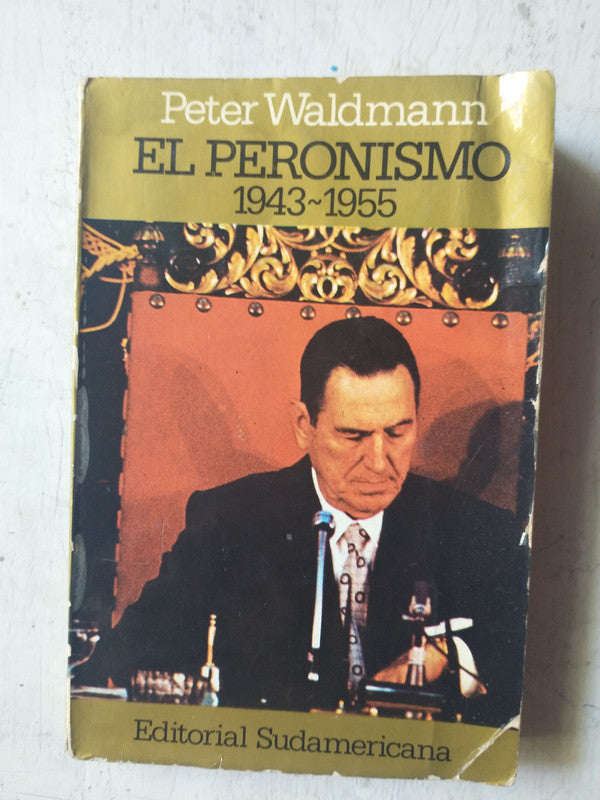 Peter Waldmann
EL PERONISMO
1943~1955
Editorial Sudamericana